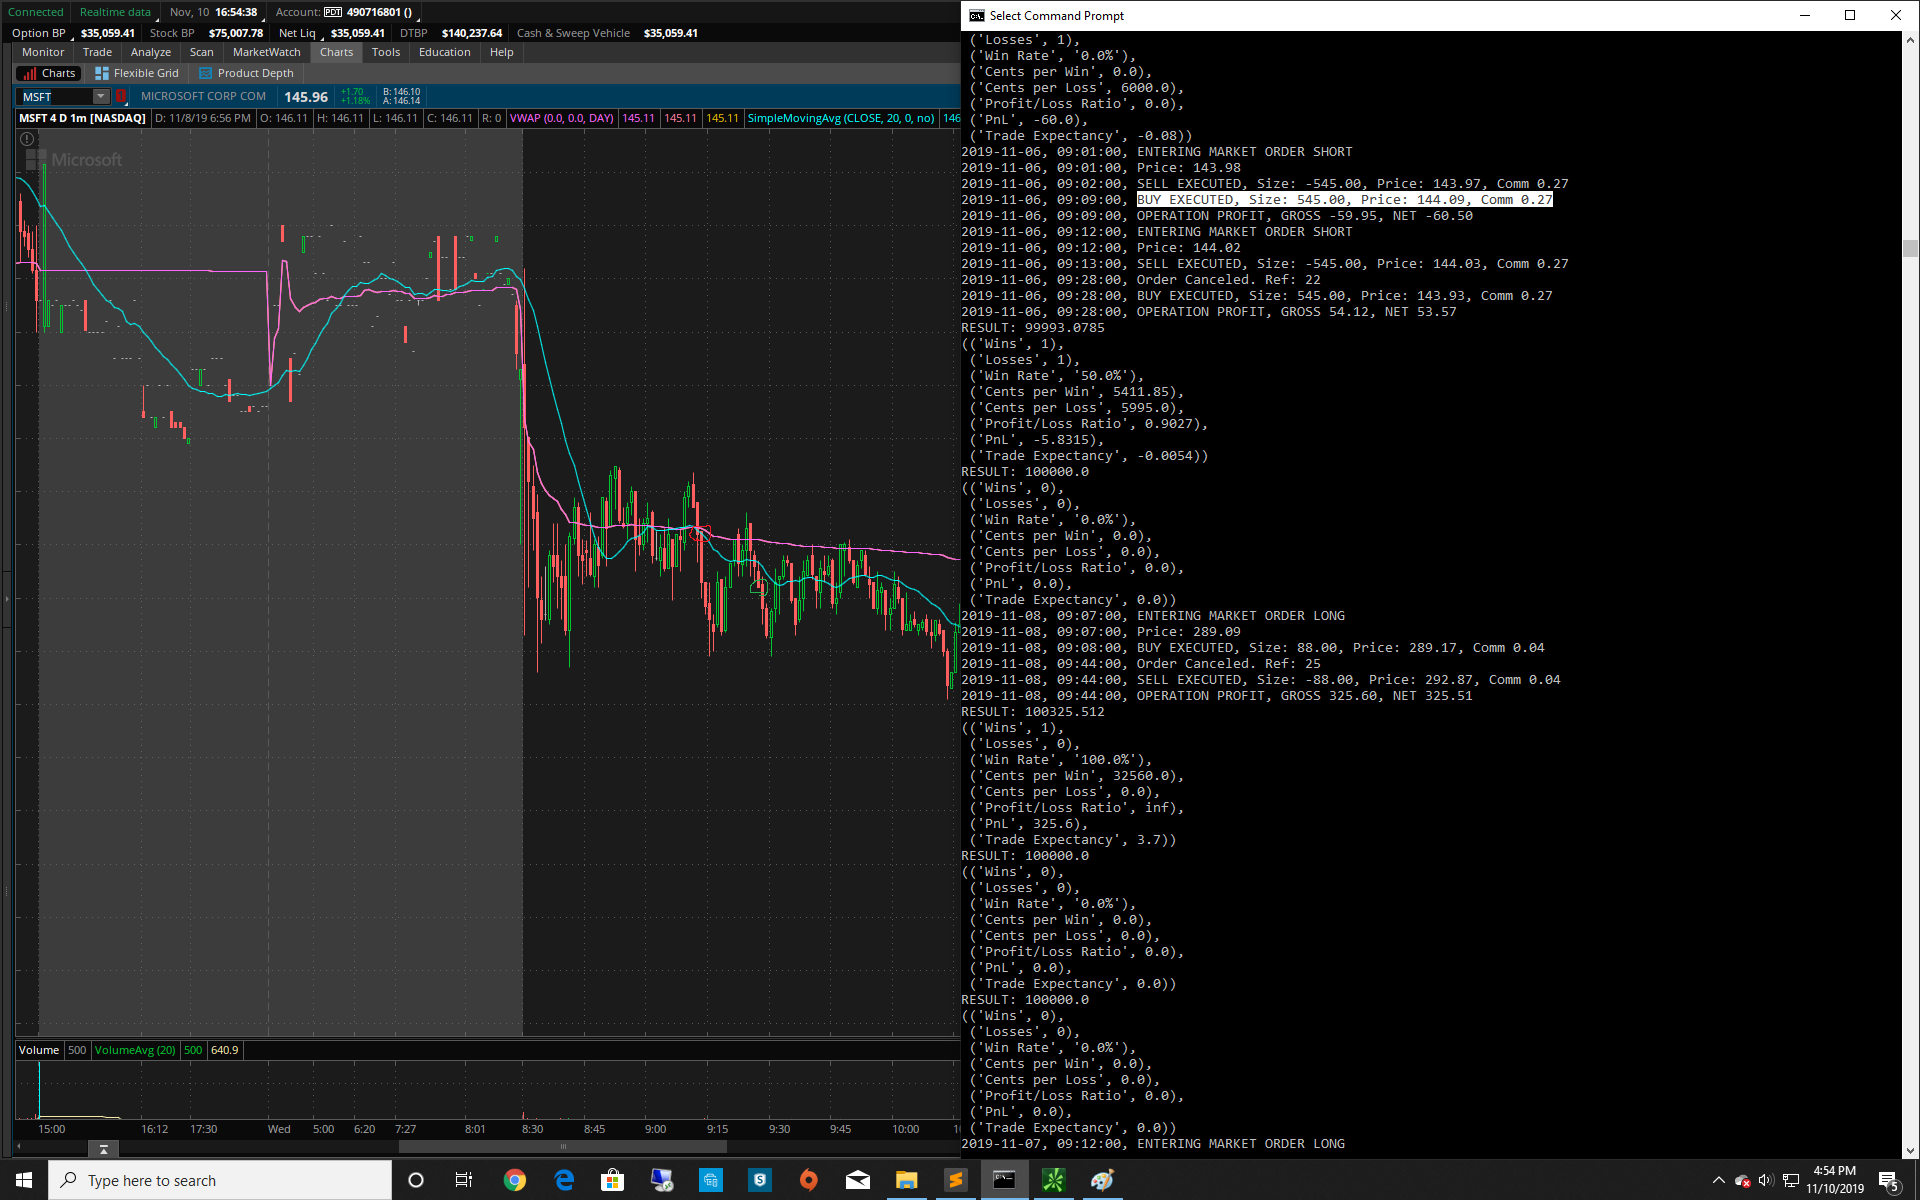 Connected Realtime data Nov, 10 16:54:38 Account: PDT 490716801 ()
Option BP $35,059.41 Stock BP $75,007.78 Net Liq $35,059.41 DTBP $140,237.64 Cash & Sweep Vehicle $35,059.41
Monitor Trade Analyze Scan MarketWatch Charts Tools Education Help
Charts Flexible Grid Product Depth
MSFT MICROSOFT CORP COM 145.96 +1.70 +1.18% B: 146.10 A: 146.14
MSFT 4 D 1m [NASDAQ] D: 11/8/19 6:56 PM O: 146.11 H: 146.11 L: 146.11 C: 146.11 R: 0 VWAP (0.0, 0.0, DAY) 145.11 145.11 145.11 SimpleMovingAvg (CLOSE, 20, 0, no) 146
Microsoft
Volume 500 VolumeAvg (20) 500 640.9
15:00 16:12 17:30 Wed 5:00 6:20 7:27 8:01 8:30 8:45 9:00 9:15 9:30 9:45 10:00
Select Command Prompt
('Losses', 1),
('Win Rate', '0.0%'),
('Cents per Win', 0.0),
('Cents per Loss', 6000.0),
('Profit/Loss Ratio', 0.0),
('PnL', -60.0),
('Trade Expectancy', -0.08))
2019-11-06, 09:01:00, ENTERING MARKET ORDER SHORT
2019-11-06, 09:01:00, Price: 143.98
2019-11-06, 09:02:00, SELL EXECUTED, Size: -545.00, Price: 143.97, Comm 0.27
2019-11-06, 09:09:00, BUY EXECUTED, Size: 545.00, Price: 144.09, Comm 0.27
2019-11-06, 09:09:00, OPERATION PROFIT, GROSS -59.95, NET -60.50
2019-11-06, 09:12:00, ENTERING MARKET ORDER SHORT
2019-11-06, 09:12:00, Price: 144.02
2019-11-06, 09:13:00, SELL EXECUTED, Size: -545.00, Price: 144.03, Comm 0.27
2019-11-06, 09:28:00, Order Canceled. Ref: 22
2019-11-06, 09:28:00, BUY EXECUTED, Size: 545.00, Price: 143.93, Comm 0.27
2019-11-06, 09:28:00, OPERATION PROFIT, GROSS 54.12, NET 53.57
RESULT: 99993.0785
(('Wins', 1),
('Losses', 1),
('Win Rate', '50.0%'),
('Cents per Win', 5411.85),
('Cents per Loss', 5995.0),
('Profit/Loss Ratio', 0.9027),
('PnL', -5.8315),
('Trade Expectancy', -0.0054))
RESULT: 100000.0
(('Wins', 0),
('Losses', 0),
('Win Rate', '0.0%'),
('Cents per Win', 0.0),
('Cents per Loss', 0.0),
('Profit/Loss Ratio', 0.0),
('PnL', 0.0),
('Trade Expectancy', 0.0))
2019-11-08, 09:07:00, ENTERING MARKET ORDER LONG
2019-11-08, 09:07:00, Price: 289.09
2019-11-08, 09:08:00, BUY EXECUTED, Size: 88.00, Price: 289.17, Comm 0.04
2019-11-08, 09:44:00, Order Canceled. Ref: 25
2019-11-08, 09:44:00, SELL EXECUTED, Size: -88.00, Price: 292.87, Comm 0.04
2019-11-08, 09:44:00, OPERATION PROFIT, GROSS 325.60, NET 325.51
RESULT: 100325.512
(('Wins', 1),
('Losses', 0),
('Win Rate', '100.0%'),
('Cents per Win', 32560.0),
('Cents per Loss', 0.0),
('Profit/Loss Ratio', inf),
('PnL', 325.6),
('Trade Expectancy', 3.7))
RESULT: 100000.0
(('Wins', 0),
('Losses', 0),
('Win Rate', '0.0%'),
('Cents per Win', 0.0),
('Cents per Loss', 0.0),
('Profit/Loss Ratio', 0.0),
('PnL', 0.0),
('Trade Expectancy', 0.0))
RESULT: 100000.0
(('Wins', 0),
('Losses', 0),
('Win Rate', '0.0%'),
('Cents per Win', 0.0),
('Cents per Loss', 0.0),
('Profit/Loss Ratio', 0.0),
('PnL', 0.0),
('Trade Expectancy', 0.0))
2019-11-07, 09:12:00, ENTERING MARKET ORDER LONG
Type here to search
4:54 PM
11/10/2019
5